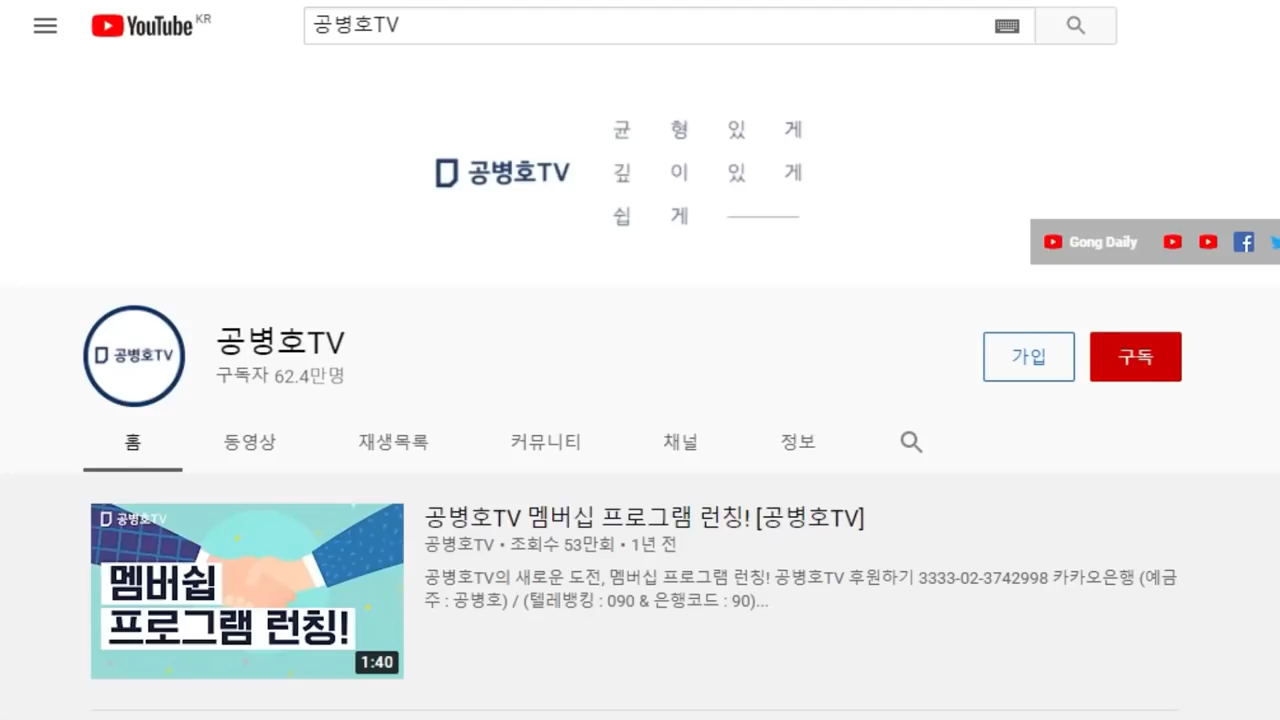 YouTube KR
공병호TV
균형있게
공병호TV
깊이있게
쉽게
Gong Daily
공병호TV
공병호TV
구독자 62.4만명
가입
구독
홈
동영상
재생목록
커뮤니티
채널
정보
공병호TV
멤버쉽
프로그램 런칭!
1:40
공병호TV 멤버십 프로그램 런칭! [공병호TV]
공병호TV • 조회수 53만회 • 1년 전
공병호TV의 새로운 도전, 멤버십 프로그램 런칭! 공병호TV 후원하기 3333-02-3742998 카카오은행 (예금
주 : 공병호) / (텔레뱅킹 : 090 & 은행코드 : 90)...